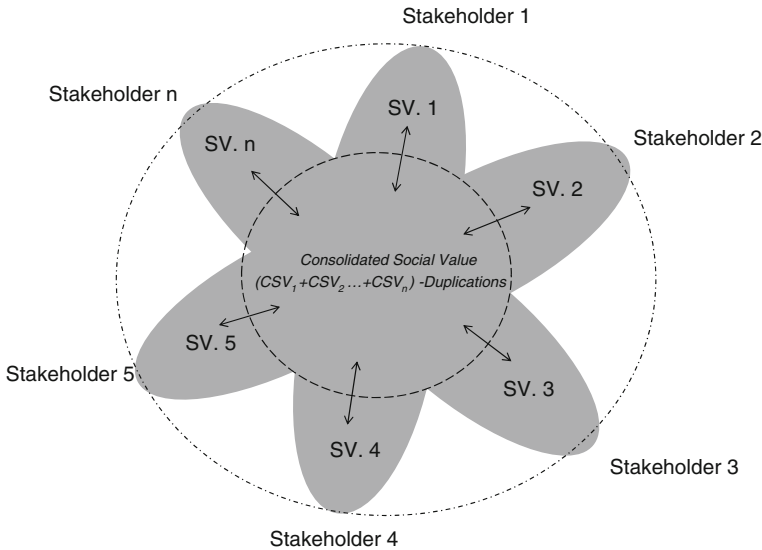 Stakeholder 1
Stakeholder n
SV. 1
Stakeholder 2
SV. n
SV. 2
Consolidated Social Value
(CSV₁+CSV₂...+CSVₙ) -Duplications
SV. 5
Stakeholder 5
SV. 3
SV. 4
Stakeholder 3
Stakeholder 4